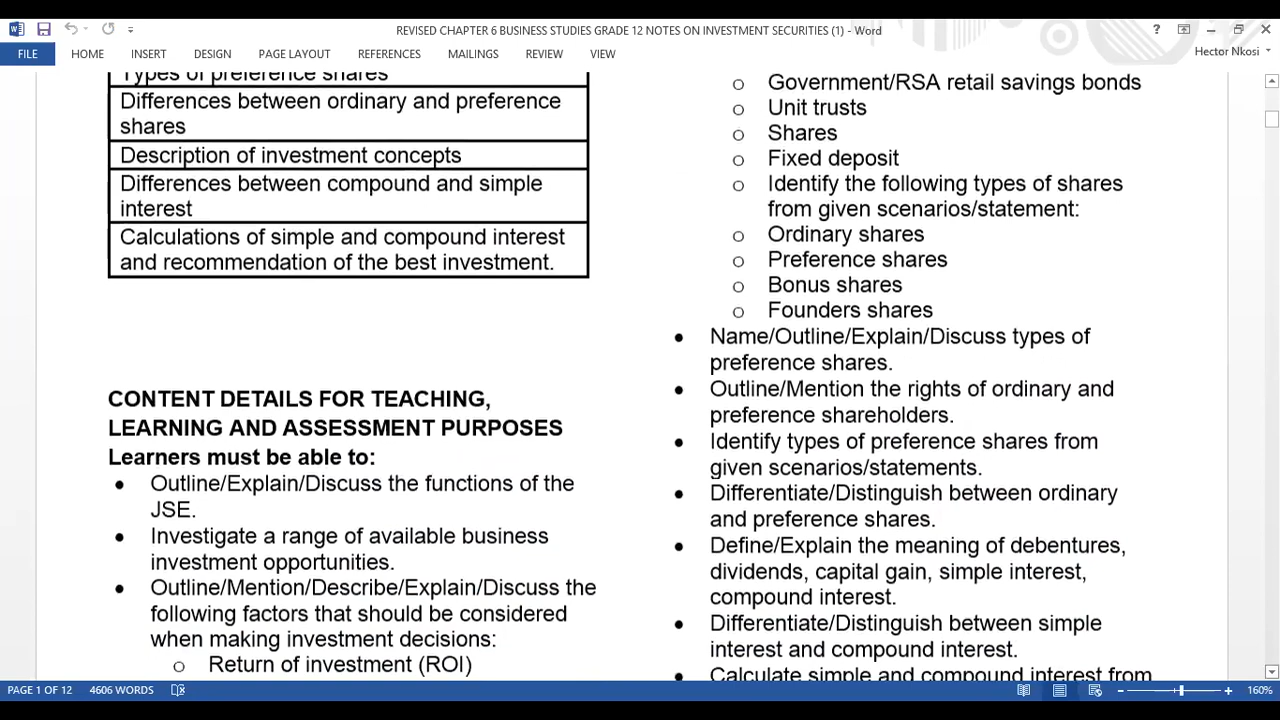 REVISED CHAPTER 6 BUSINESS STUDIES GRADE 12 NOTES ON INVESTMENT SECURITIES (1) - Word
FILE HOME INSERT DESIGN PAGE LAYOUT REFERENCES MAILINGS REVIEW VIEW Hector Nkosi
Types of preference shares
Differences between ordinary and preference
shares
Description of investment concepts
Differences between compound and simple
interest
Calculations of simple and compound interest
and recommendation of the best investment.
CONTENT DETAILS FOR TEACHING,
LEARNING AND ASSESSMENT PURPOSES
Learners must be able to:
• Outline/Explain/Discuss the functions of the
JSE.
• Investigate a range of available business
investment opportunities.
• Outline/Mention/Describe/Explain/Discuss the
following factors that should be considered
when making investment decisions:
o Return of investment (ROI)
o Government/RSA retail savings bonds
o Unit trusts
o Shares
o Fixed deposit
o Identify the following types of shares
from given scenarios/statement:
o Ordinary shares
o Preference shares
o Bonus shares
o Founders shares
• Name/Outline/Explain/Discuss types of
preference shares.
• Outline/Mention the rights of ordinary and
preference shareholders.
• Identify types of preference shares from
given scenarios/statements.
• Differentiate/Distinguish between ordinary
and preference shares.
• Define/Explain the meaning of debentures,
dividends, capital gain, simple interest,
compound interest.
• Differentiate/Distinguish between simple
interest and compound interest.
Calculate simple and compound interest from
PAGE 1 OF 12 4606 WORDS 160%